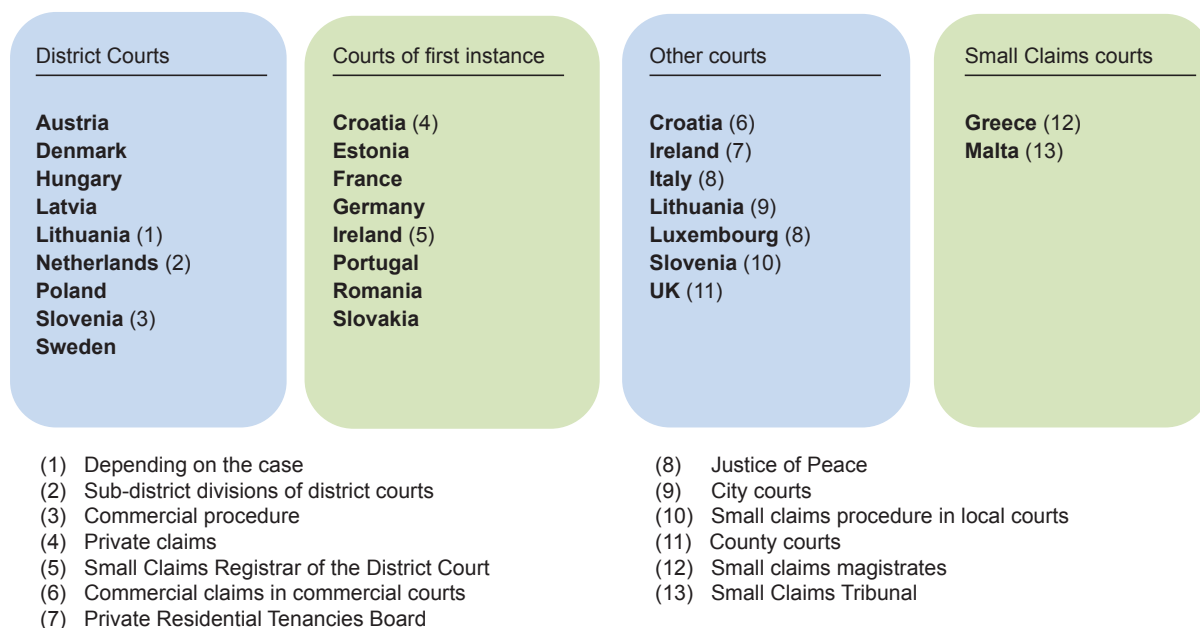 District Courts
Austria
Denmark
Hungary
Latvia
Lithuania (1)
Netherlands (2)
Poland
Slovenia (3)
Sweden
Courts of first instance
Croatia (4)
Estonia
France
Germany
Ireland (5)
Portugal
Romania
Slovakia
Other courts
Croatia (6)
Ireland (7)
Italy (8)
Lithuania (9)
Luxembourg (8)
Slovenia (10)
UK (11)
Small Claims courts
Greece (12)
Malta (13)
(1) Depending on the case
(2) Sub-district divisions of district courts
(3) Commercial procedure
(4) Private claims
(5) Small Claims Registrar of the District Court
(6) Commercial claims in commercial courts
(7) Private Residential Tenancies Board
(8) Justice of Peace
(9) City courts
(10) Small claims procedure in local courts
(11) County courts
(12) Small claims magistrates
(13) Small Claims Tribunal